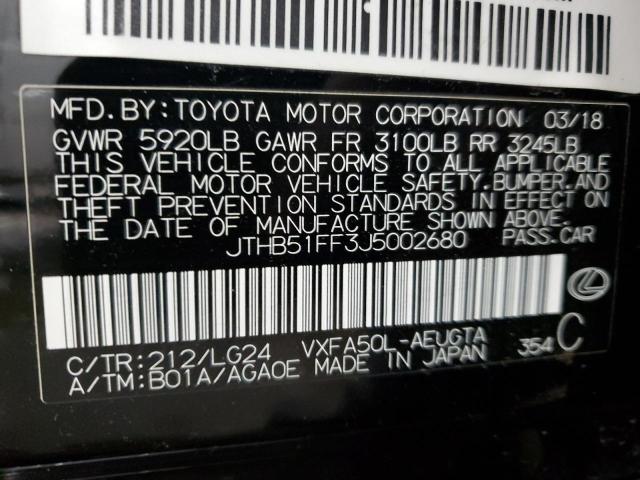 MFD.BY:TOYOTA MOTOR CORPORATION 03/18
GVWR 5920LB GAWR FR 3100LB RR 3245LB
THIS VEHICLE CONFORMS TO ALL APPLICABLE
FEDERAL MOTOR VEHICLE SAFETY,BUMPER,AND
THEFT PREVENTION STANDARDS IN EFFECT ON
THE DATE OF MANUFACTURE SHOWN ABOVE.
JTHB51FF3J5002680 PASS.CAR
C/TR:212/LG24 VXFA50L-AEUGTA 354 C
A/TM:B01A/AGA0E MADE IN JAPAN